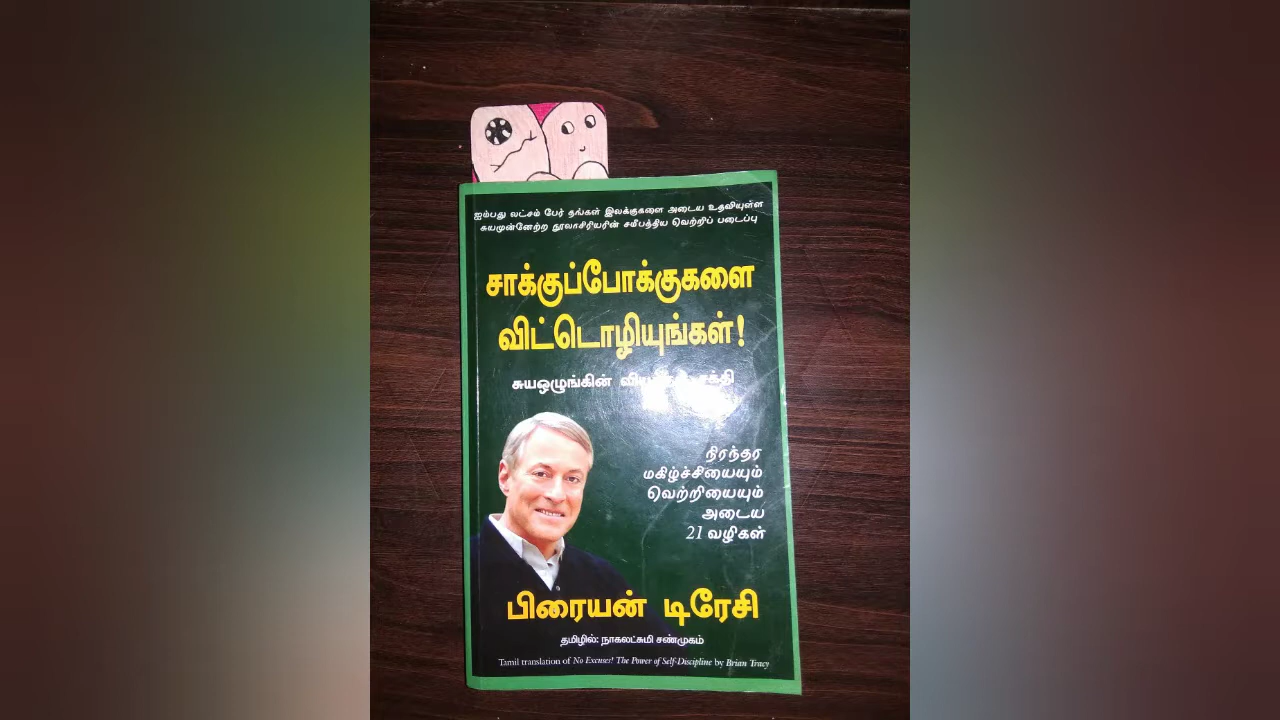 ஐம்பது லட்சம் பேர் தங்கள் இலக்குகளை அடைய உதவியுள்ள
சுயமுன்னேற்ற நூலாசிரியரின் சமீபத்திய வெற்றிப் படைப்பு
சாக்குப்போக்குகளை
விட்டொழியுங்கள்!
சுயஒழுங்கின்
நிரந்தர
மகிழ்ச்சியையும்
வெற்றியையும்
அடைய
21 வழிகள்
பிரையன் டிரேசி
தமிழில்: நாகலட்சுமி சண்முகம்
Tamil translation of No Excuses! The Power of Self-Discipline by Brian Tracy